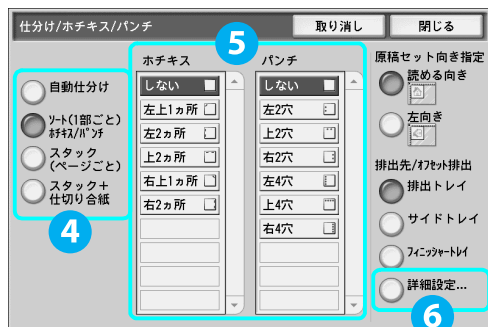 仕分け/ホチキス/パンチ
取り消し
閉じる
5
ホチキス
パンチ
原稿セット向き指定
読める向き
左向き
自動仕分け
ソート(1部ごと)
ホチキス/パンチ
スタック
(ページごと)
スタック+
仕切り合紙
4
しない
左上1ヵ所
左2ヵ所
上2ヵ所
右上1ヵ所
右2ヵ所
しない
左2穴
上2穴
右2穴
左4穴
上4穴
右4穴
排出先/オフセット排出
排出トレイ
サイドトレイ
フィニッシャートレイ
詳細設定...
6